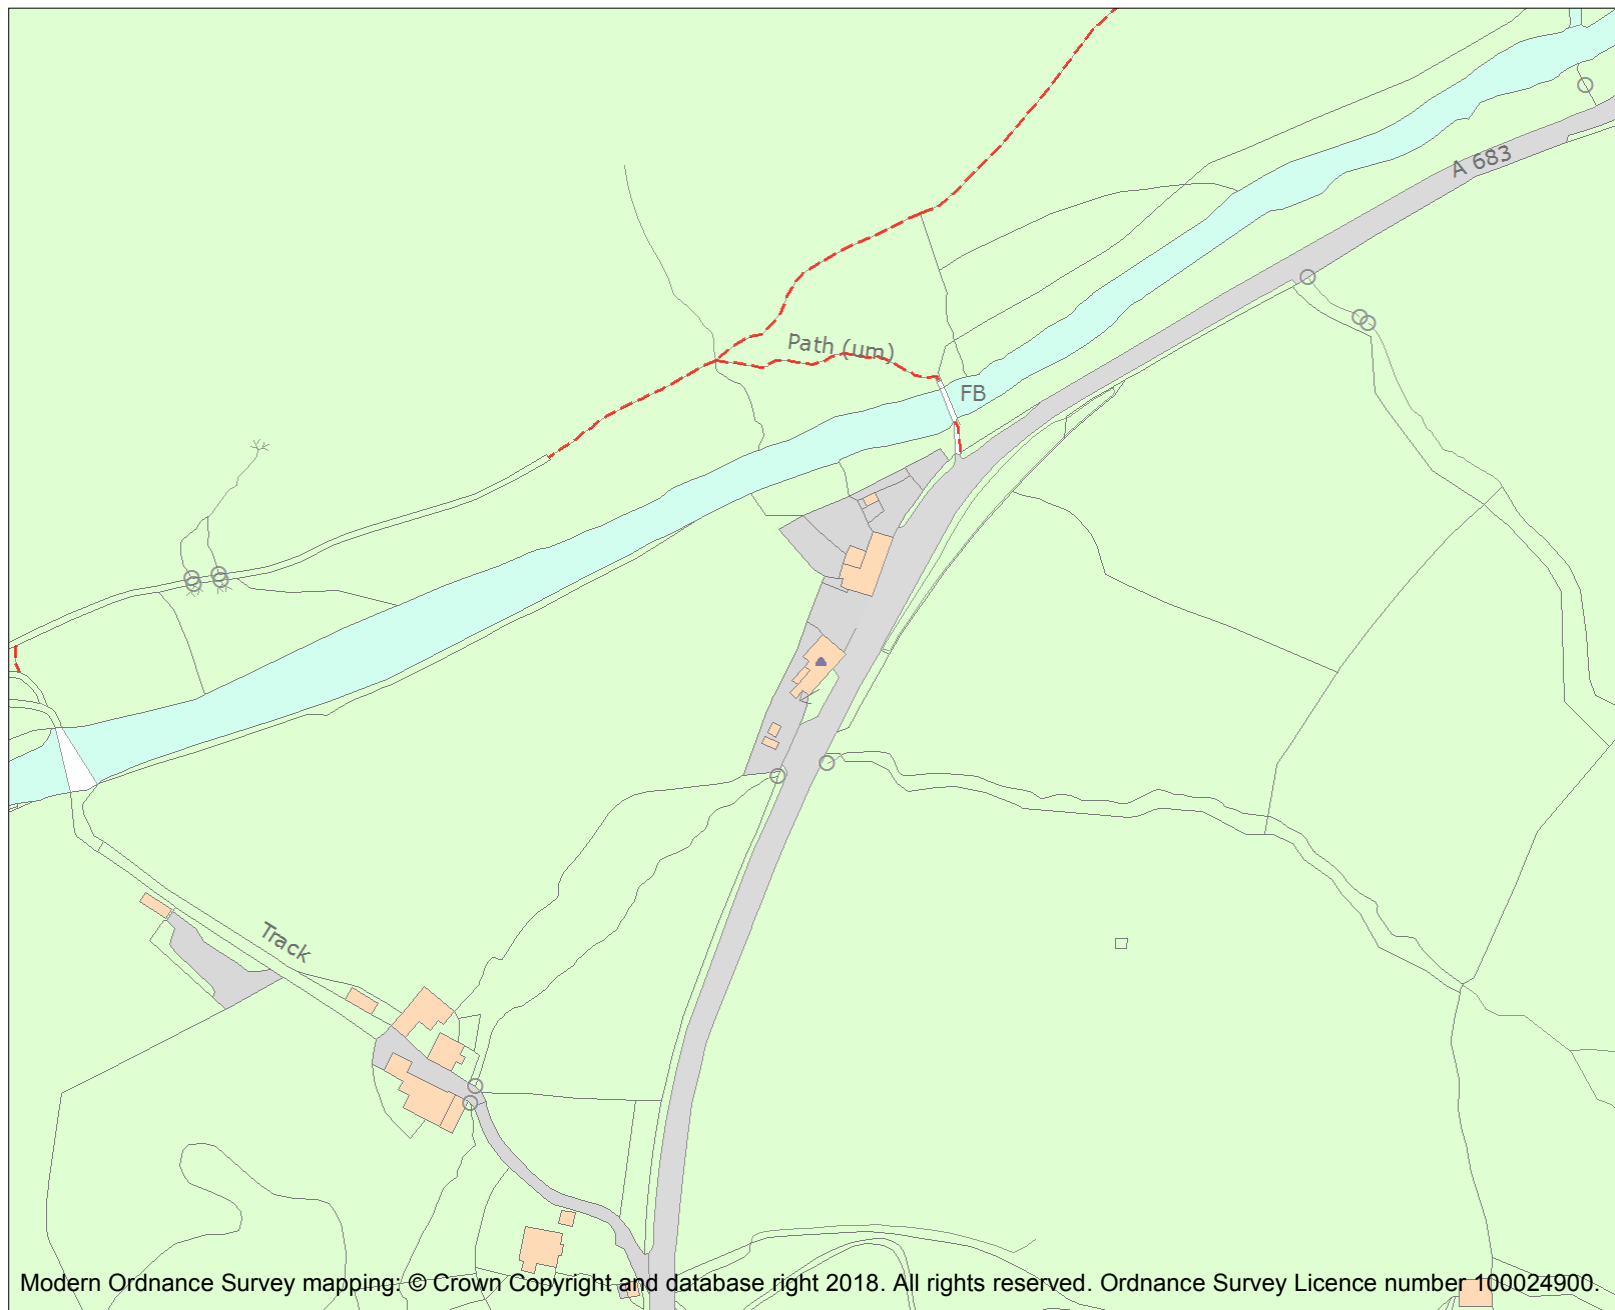 A 683
Path (um)
FB
Track
Modern Ordnance Survey mapping: © Crown Copyright and database right 2018. All rights reserved. Ordnance Survey Licence number 100024900.